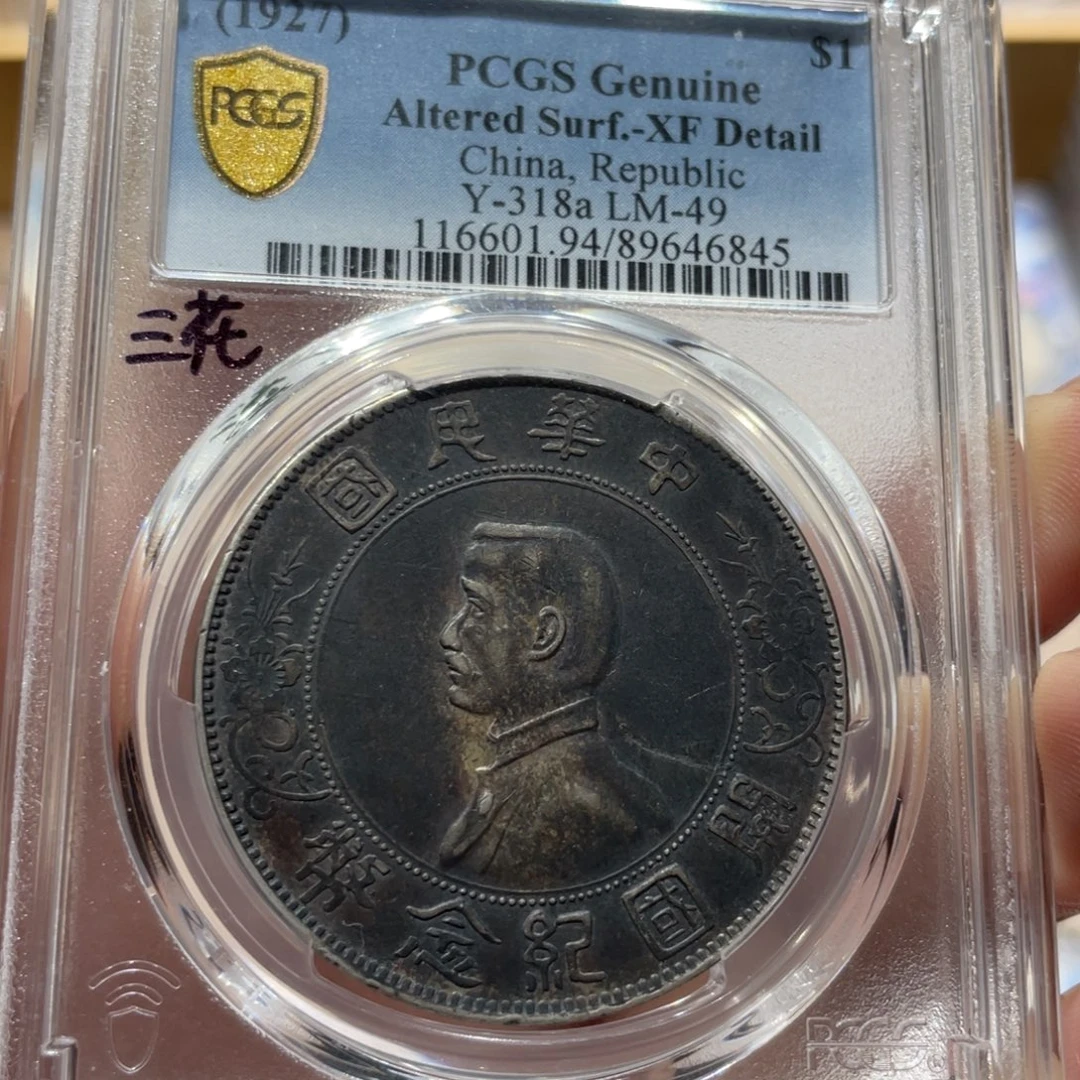 (1927)
$1
PCGS
PCGS Genuine
Altered Surf.-XF Detail
China, Republic
Y-318a LM-49
116601.94/89646845
三花
中華民國
開國紀念幣
PCGS